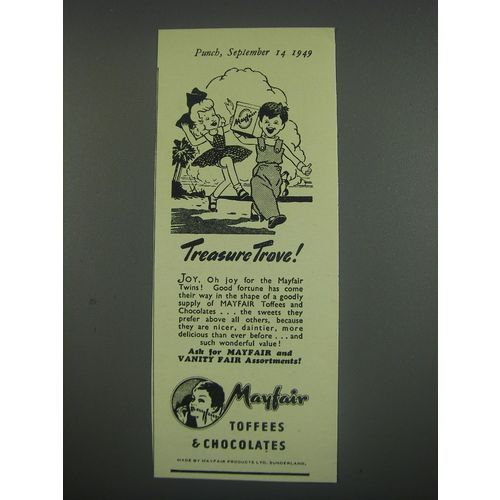 Punch, September 14 1949
Mayfair
Treasure Trove!
JOY, Oh joy for the Mayfair
Twins! Good fortune has come
their way in the shape of a goodly
supply of MAYFAIR Toffees and
Chocolates . . . the sweets they
prefer above all others, because
they are nicer, daintier, more
delicious than ever before . . . and
such wonderful value!
Ask for MAYFAIR and
VANITY FAIR Assortments!
Mayfair
TOFFEES
& CHOCOLATES
MADE BY MAYFAIR PRODUCTS LTD. SUNDERLAND.